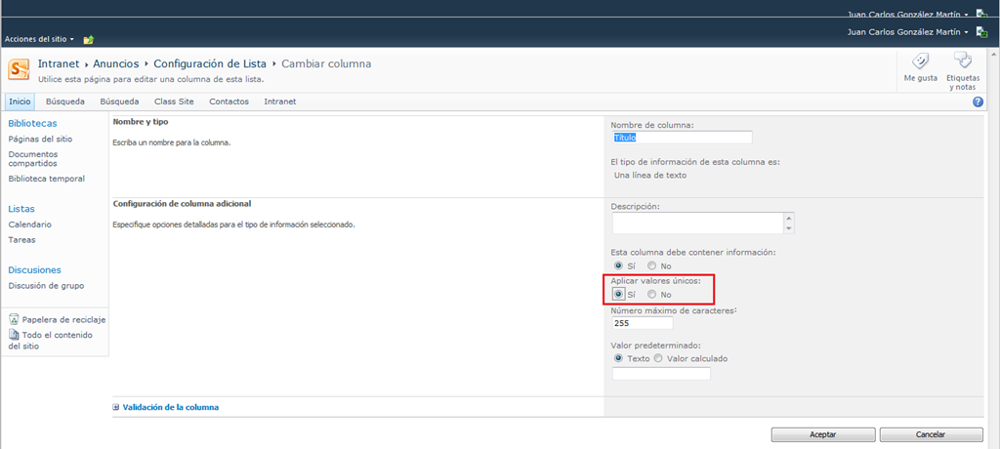 Juan Carlos González Martín
Juan Carlos González Martín
Acciones del sitio
Intranet Anuncios Configuración de Lista Cambiar columna
Utilice esta página para editar una columna de esta lista.
Me gusta
Etiquetas
y notas
Inicio Búsqueda Búsqueda Class Site Contactos Intranet
Bibliotecas
Páginas del sitio
Documentos
compartidos
Biblioteca temporal
Listas
Calendario
Tareas
Discusiones
Discusión de grupo
Papelera de reciclaje
Todo el contenido
del sitio
Nombre y tipo
Escriba un nombre para la columna.
Nombre de columna:
Título
El tipo de información de esta columna es:
Una línea de texto
Configuración de columna adicional
Especifique opciones detalladas para el tipo de información seleccionado.
Descripción:
Esta columna debe contener información:
Sí No
Aplicar valores únicos:
Sí No
Número máximo de caracteres:
255
Valor predeterminado:
Texto Valor calculado
Validación de la columna
Aceptar Cancelar